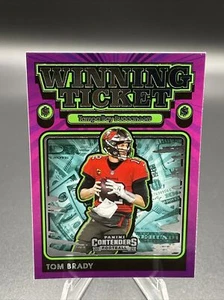 WINNING
TICKET
Tampa Bay Buccaneers
PANINI
CONTENDERS
FOOTBALL
TOM BRADY